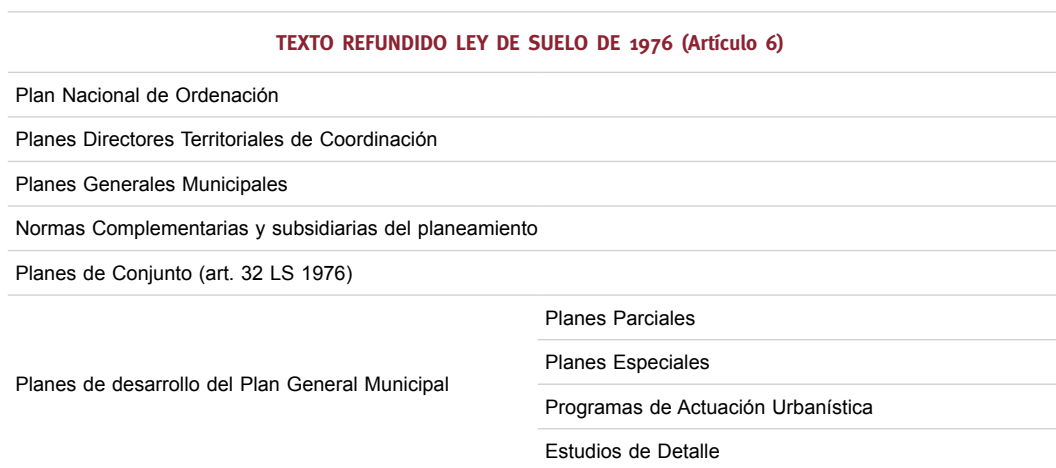 TEXTO REFUNDIDO LEY DE SUELO DE 1976 (Artículo 6)
Plan Nacional de Ordenación
Planes Directores Territoriales de Coordinación
Planes Generales Municipales
Normas Complementarias y subsidiarias del planeamiento
Planes de Conjunto (art. 32 LS 1976)
Planes de desarrollo del Plan General Municipal
Planes Parciales
Planes Especiales
Programas de Actuación Urbanística
Estudios de Detalle